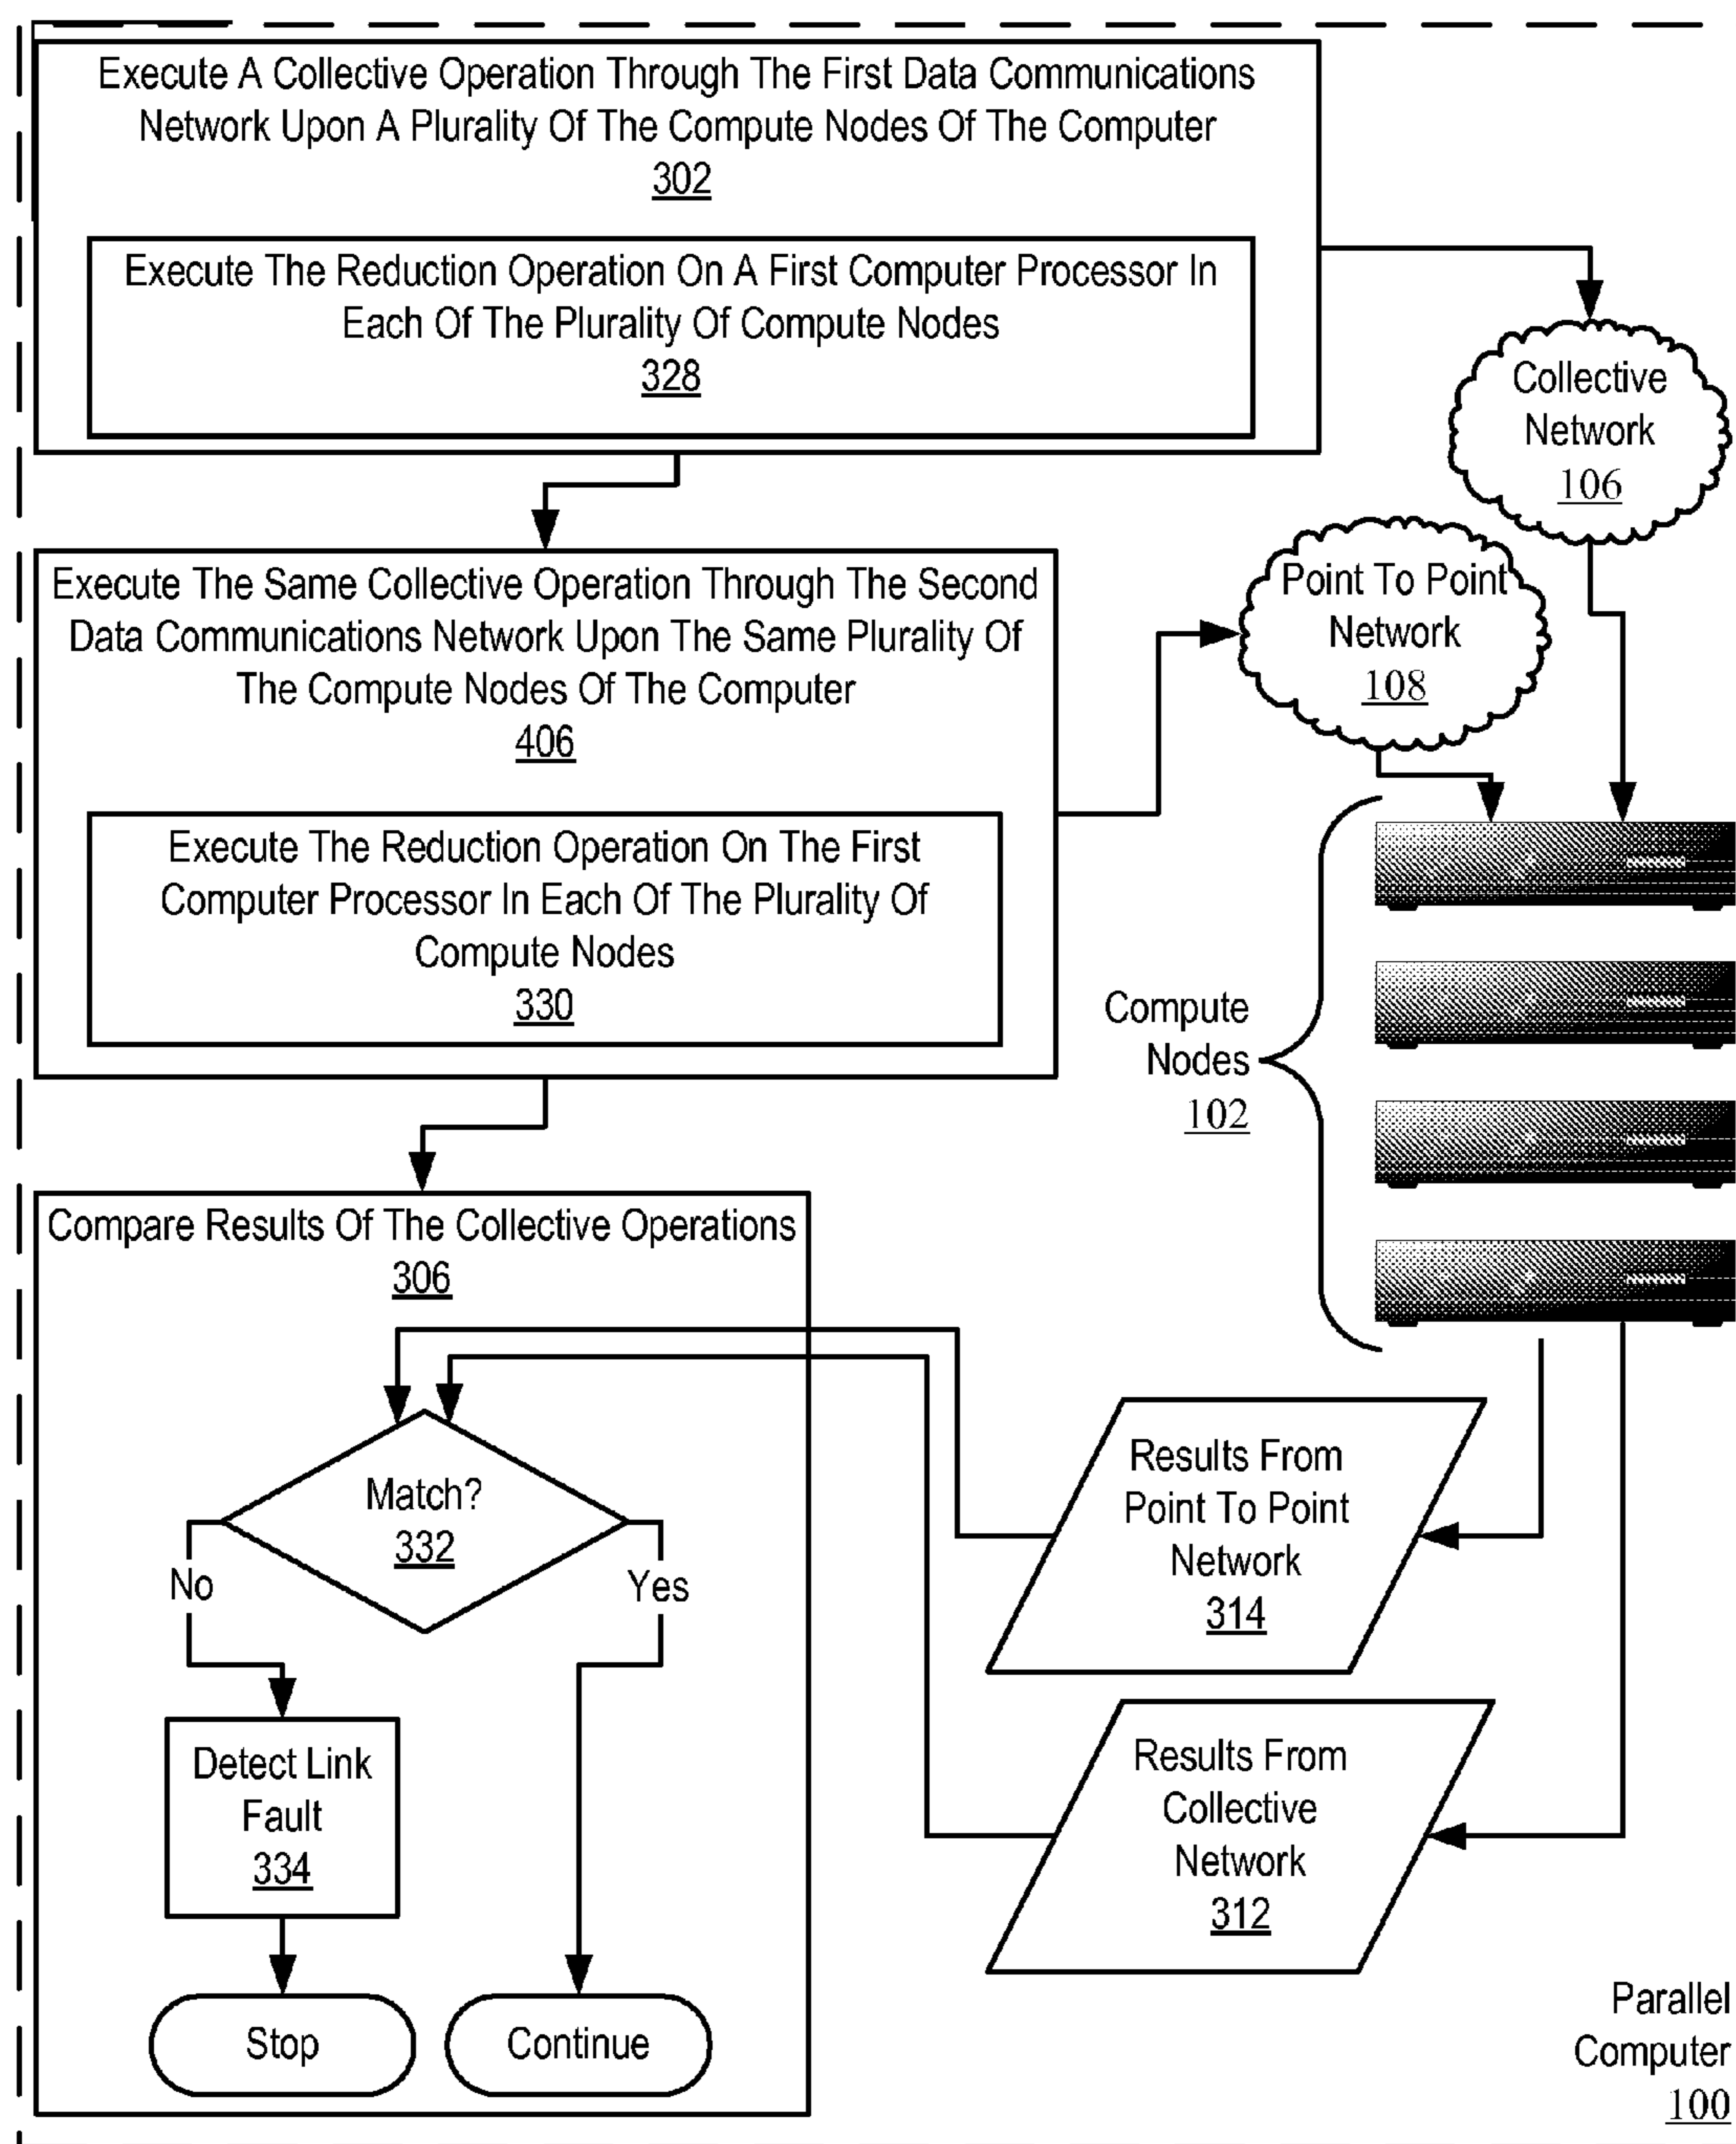 Execute A Collective Operation Through The First Data Communications
Network Upon A Plurality Of The Compute Nodes Of The Computer
302
Execute The Reduction Operation On A First Computer Processor In
Each Of The Plurality Of Compute Nodes
328
Collective
Network
106
Execute The Same Collective Operation Through The Second
Data Communications Network Upon The Same Plurality Of
The Compute Nodes Of The Computer
406
Point To Point
Network
108
Execute The Reduction Operation On The First
Computer Processor In Each Of The Plurality Of
Compute Nodes
330
Compute
Nodes
102
Compare Results Of The Collective Operations
306
Match?
332
No
Yes
Results From
Point To Point
Network
314
Detect Link
Fault
334
Results From
Collective
Network
312
Stop
Continue
Parallel
Computer
100